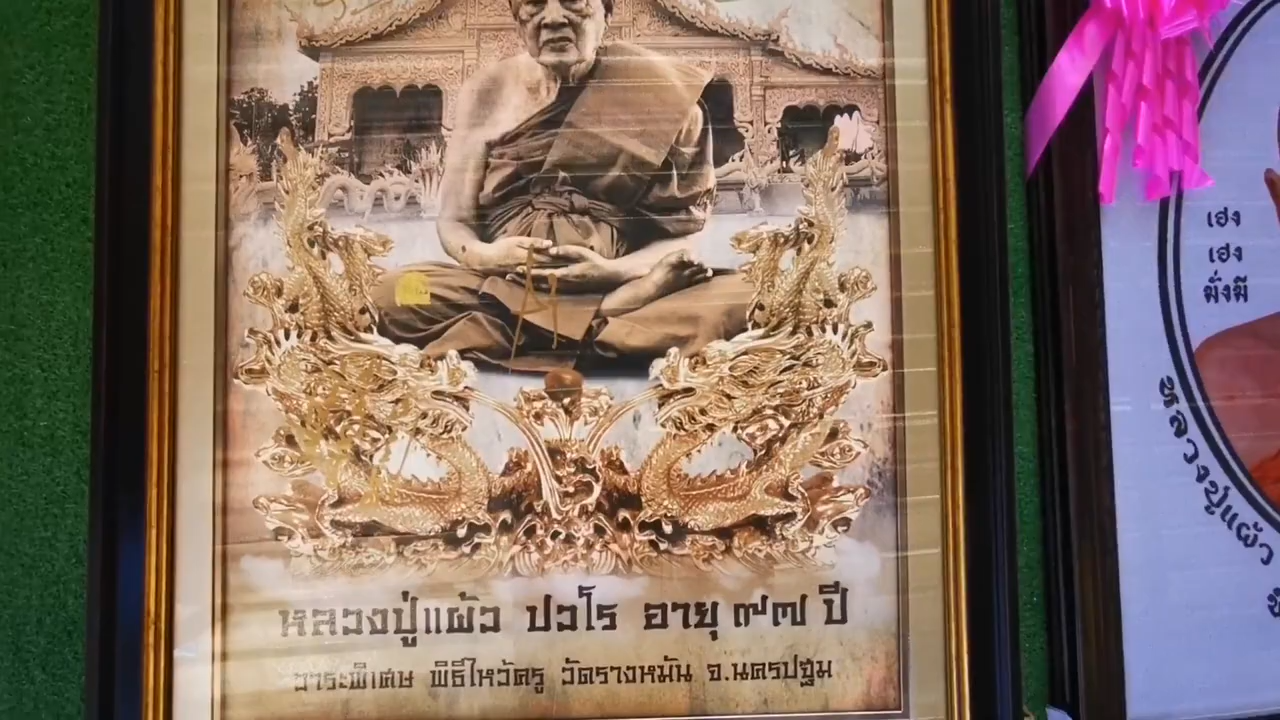 หลวงปู่แผ้ว ปวโร อายุ ๗๗ ปี
วาระพิเศษ พิธีไหว้ครู วัดรางหมัน จ.นครปฐม
เฮง
เฮง
มั่งมี
หลวงปู่แผ้ว